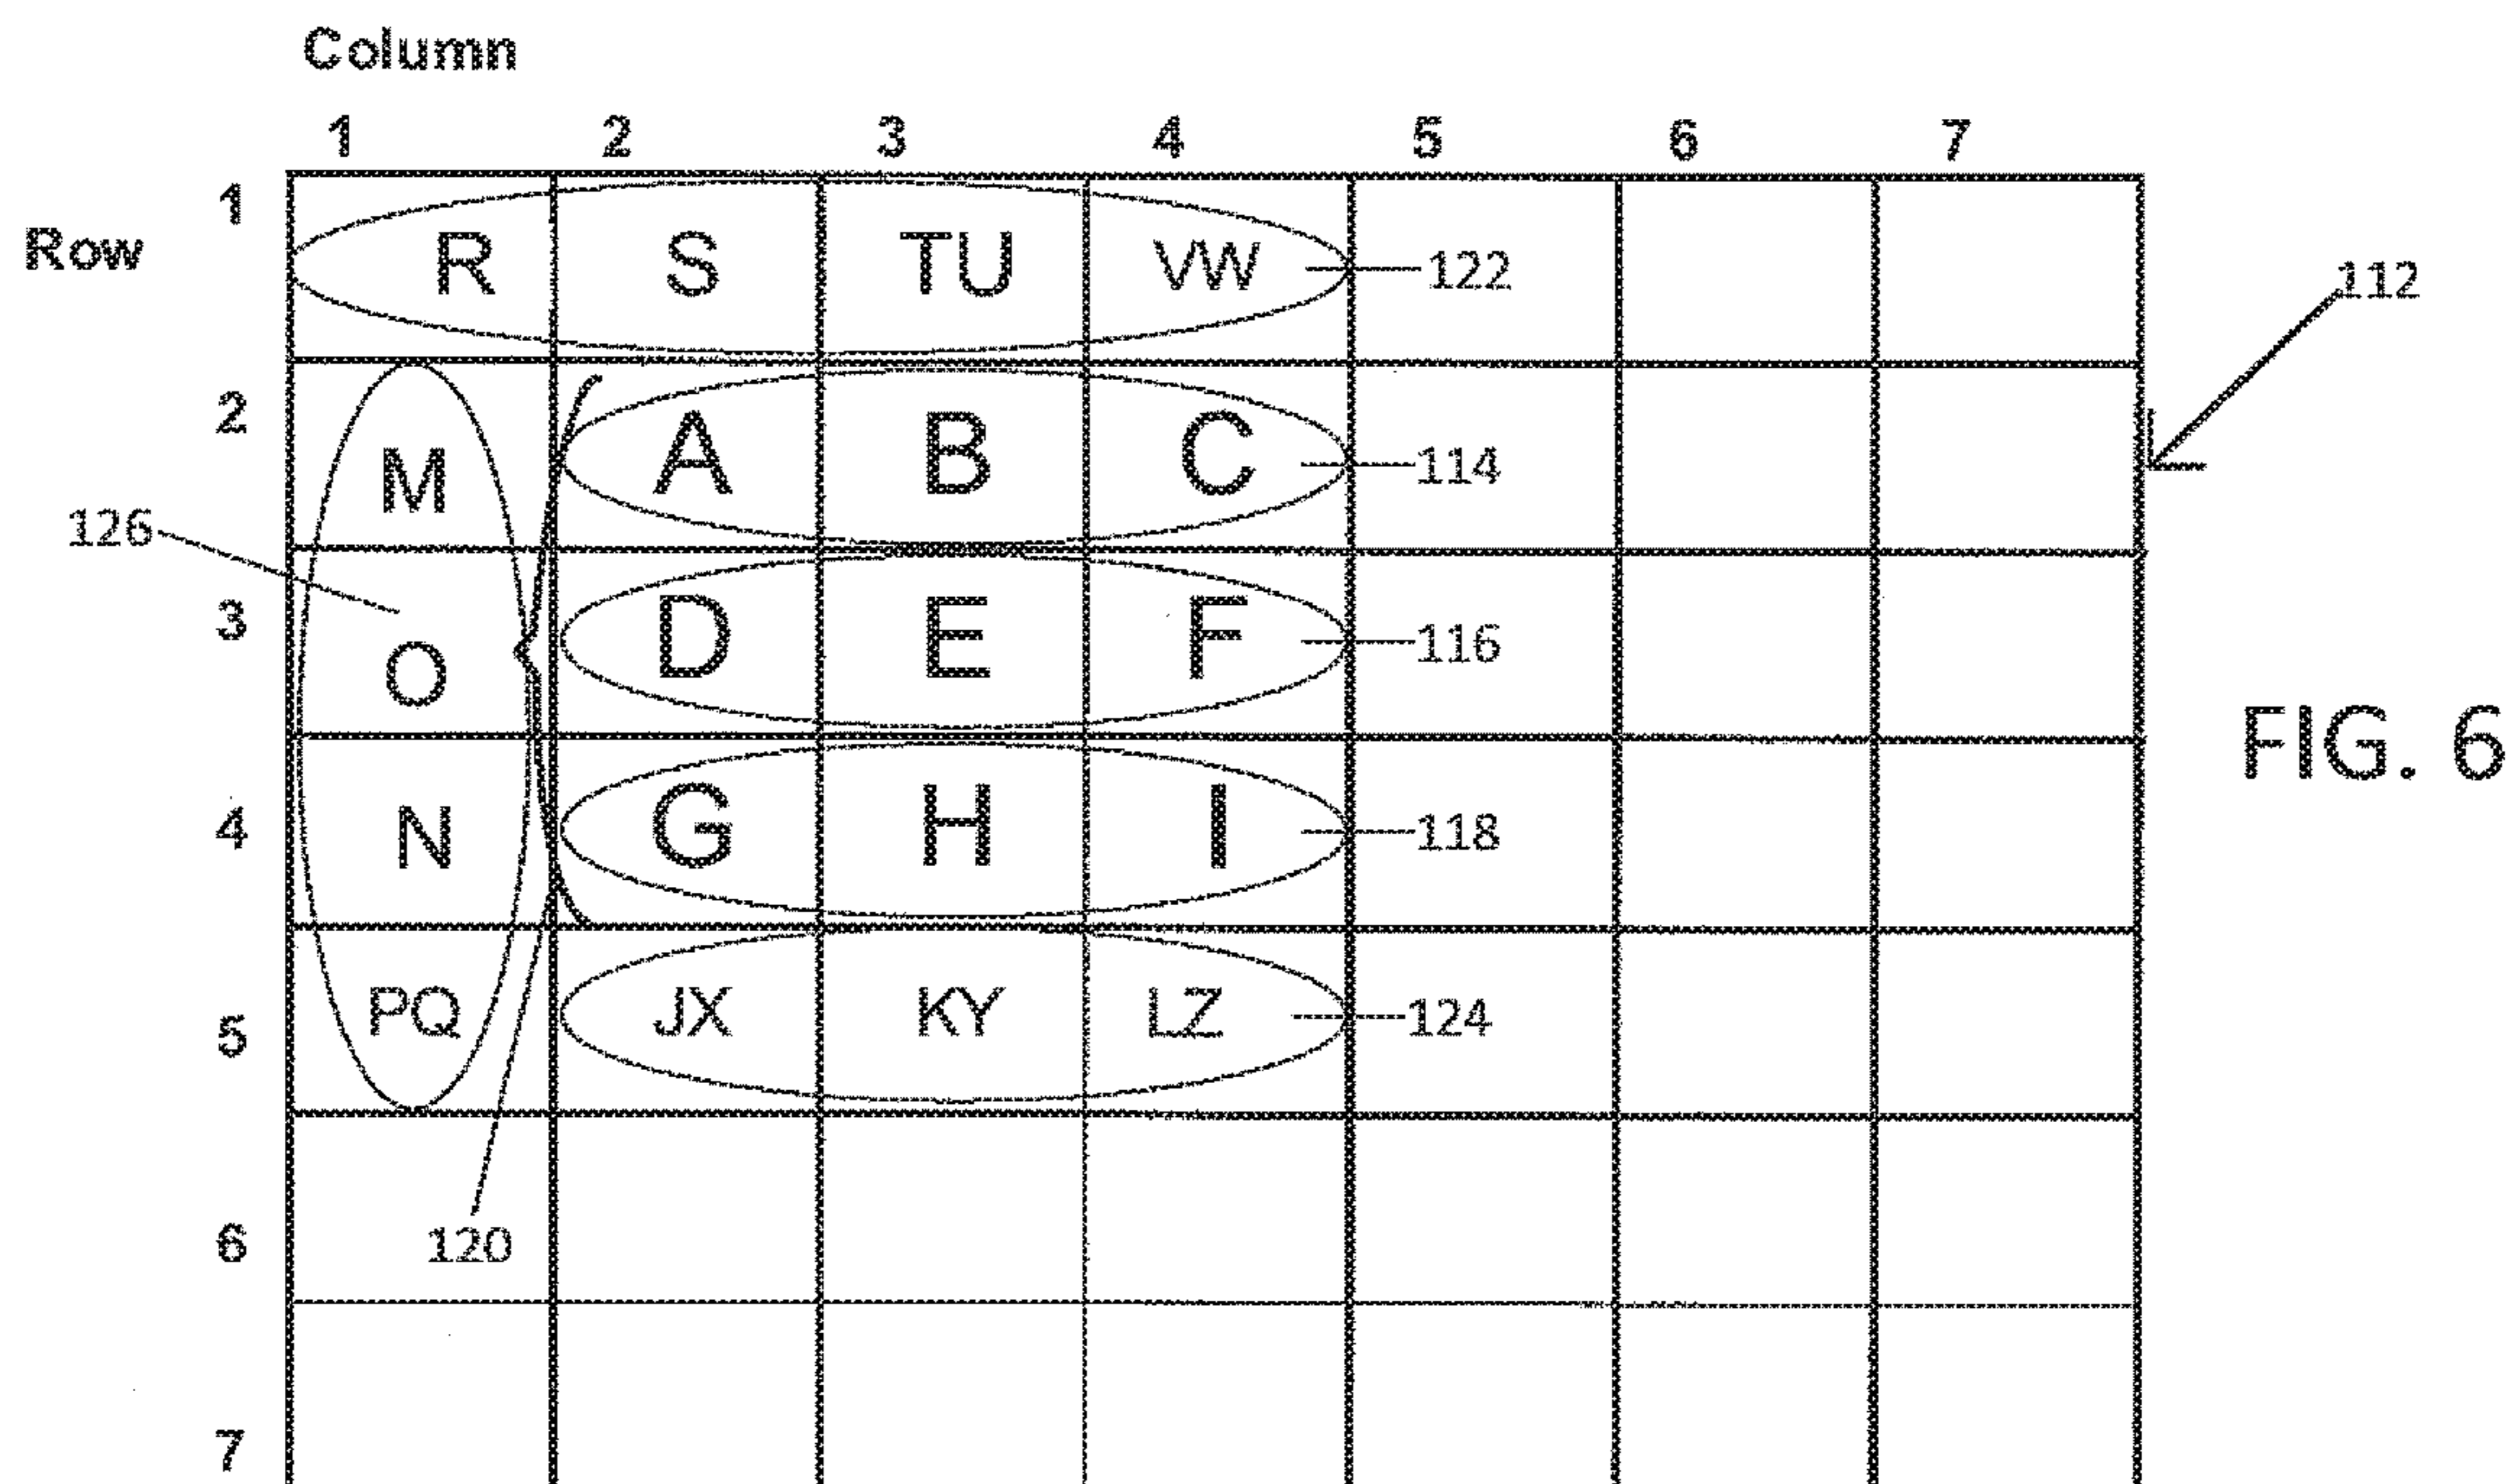 Column
1 2 3 4 5 6 7
1
Row
R S TU VW 122
112
2
A B C 114
M
126
3
D E F 116
O
FIG. 6
4
G H I 118
N
5
PQ JX KY LZ 124
6
120
7